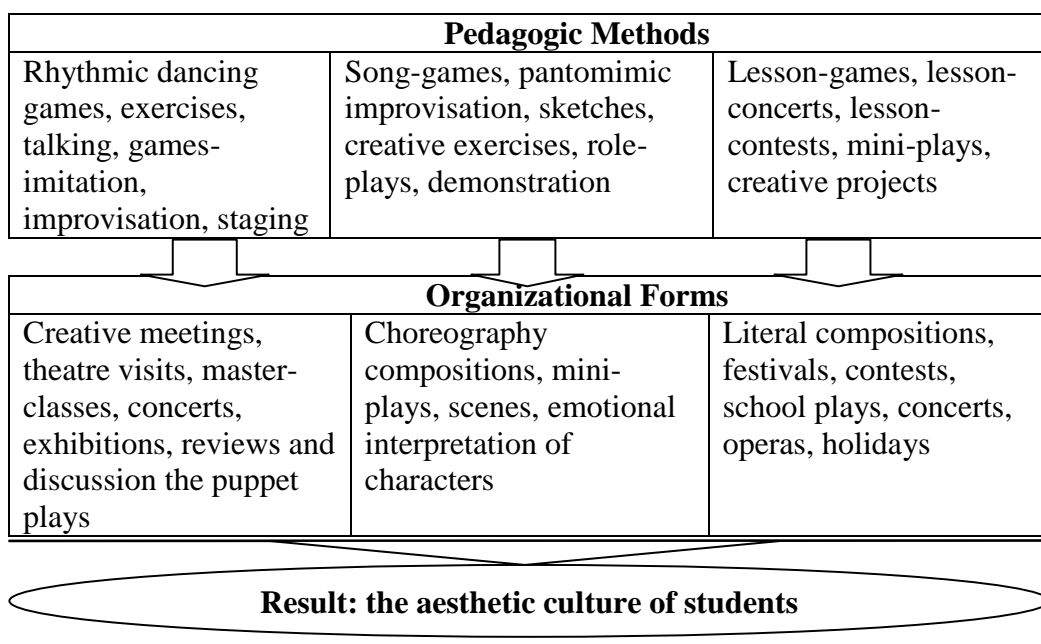 Pedagogic Methods
Rhythmic dancing
games, exercises,
talking, games-
imitation,
improvisation, staging
Song-games, pantomimic
improvisation, sketches,
creative exercises, role-
plays, demonstration
Lesson-games, lesson-
concerts, lesson-
contests, mini-plays,
creative projects
Organizational Forms
Creative meetings,
theatre visits, master-
classes, concerts,
exhibitions, reviews and
discussion the puppet
plays
Choreography
compositions, mini-
plays, scenes, emotional
interpretation of
characters
Literal compositions,
festivals, contests,
school plays, concerts,
operas, holidays
Result: the aesthetic culture of students